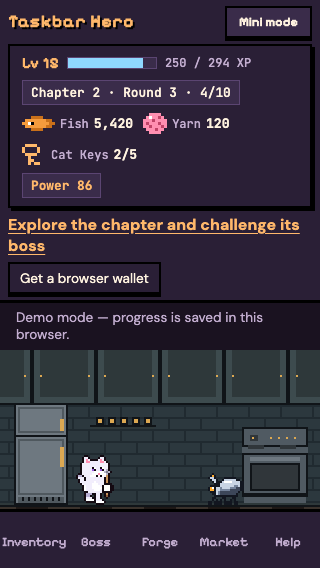 Taskbar Hero
Mini mode
Lv 18 250 / 294 XP
Chapter 2 · Round 3 · 4/10
Fish 5,420 Yarn 120
Cat Keys 2/5
Power 86
Explore the chapter and challenge its
boss
Get a browser wallet
Demo mode — progress is saved in this
browser.
Inventory Boss Forge Market Help